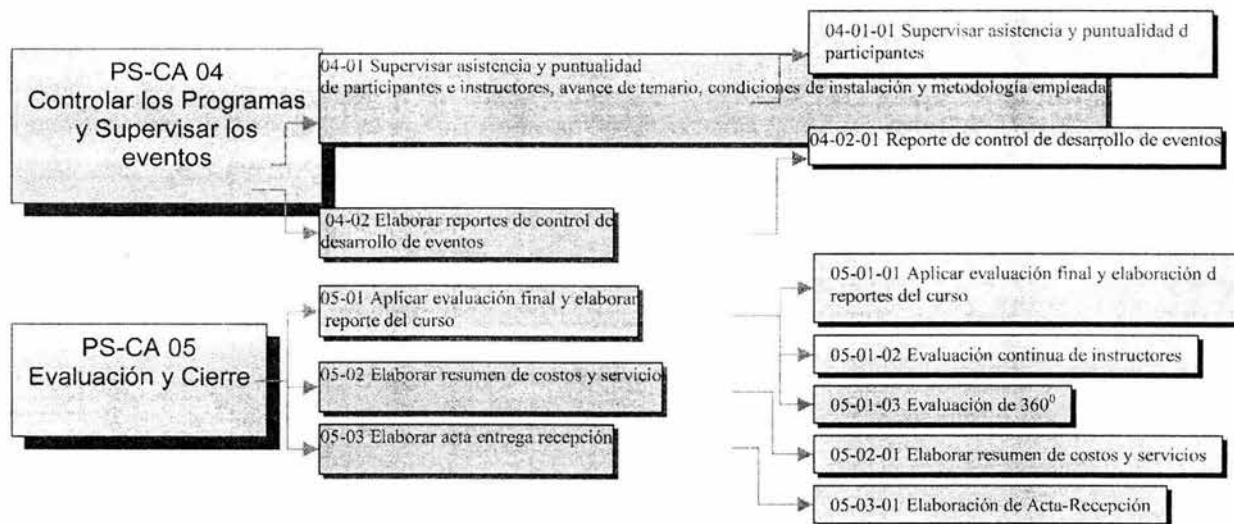 PS-CA 04
Controlar los Programas
y Supervisar los
eventos
04-01 Supervisar asistencia y puntualidad
de participantes e instructores, avance de temario, condiciones de instalación y metodología empleada
04-02 Elaborar reportes de control de
desarrollo de eventos
04-01-01 Supervisar asistencia y puntualidad d
participantes
04-02-01 Reporte de control de desarrollo de eventos
PS-CA 05
Evaluación y Cierre
05-01 Aplicar evaluación final y elaborar
reporte del curso
05-02 Elaborar resumen de costos y servicio
05-03 Elaborar acta entrega recepción
05-01-01 Aplicar evaluación final y elaboración d
reportes del curso
05-01-02 Evaluación continua de instructores
05-01-03 Evaluación de 360⁰
05-02-01 Elaborar resumen de costos y servicios
05-03-01 Elaboración de Acta-Recepción